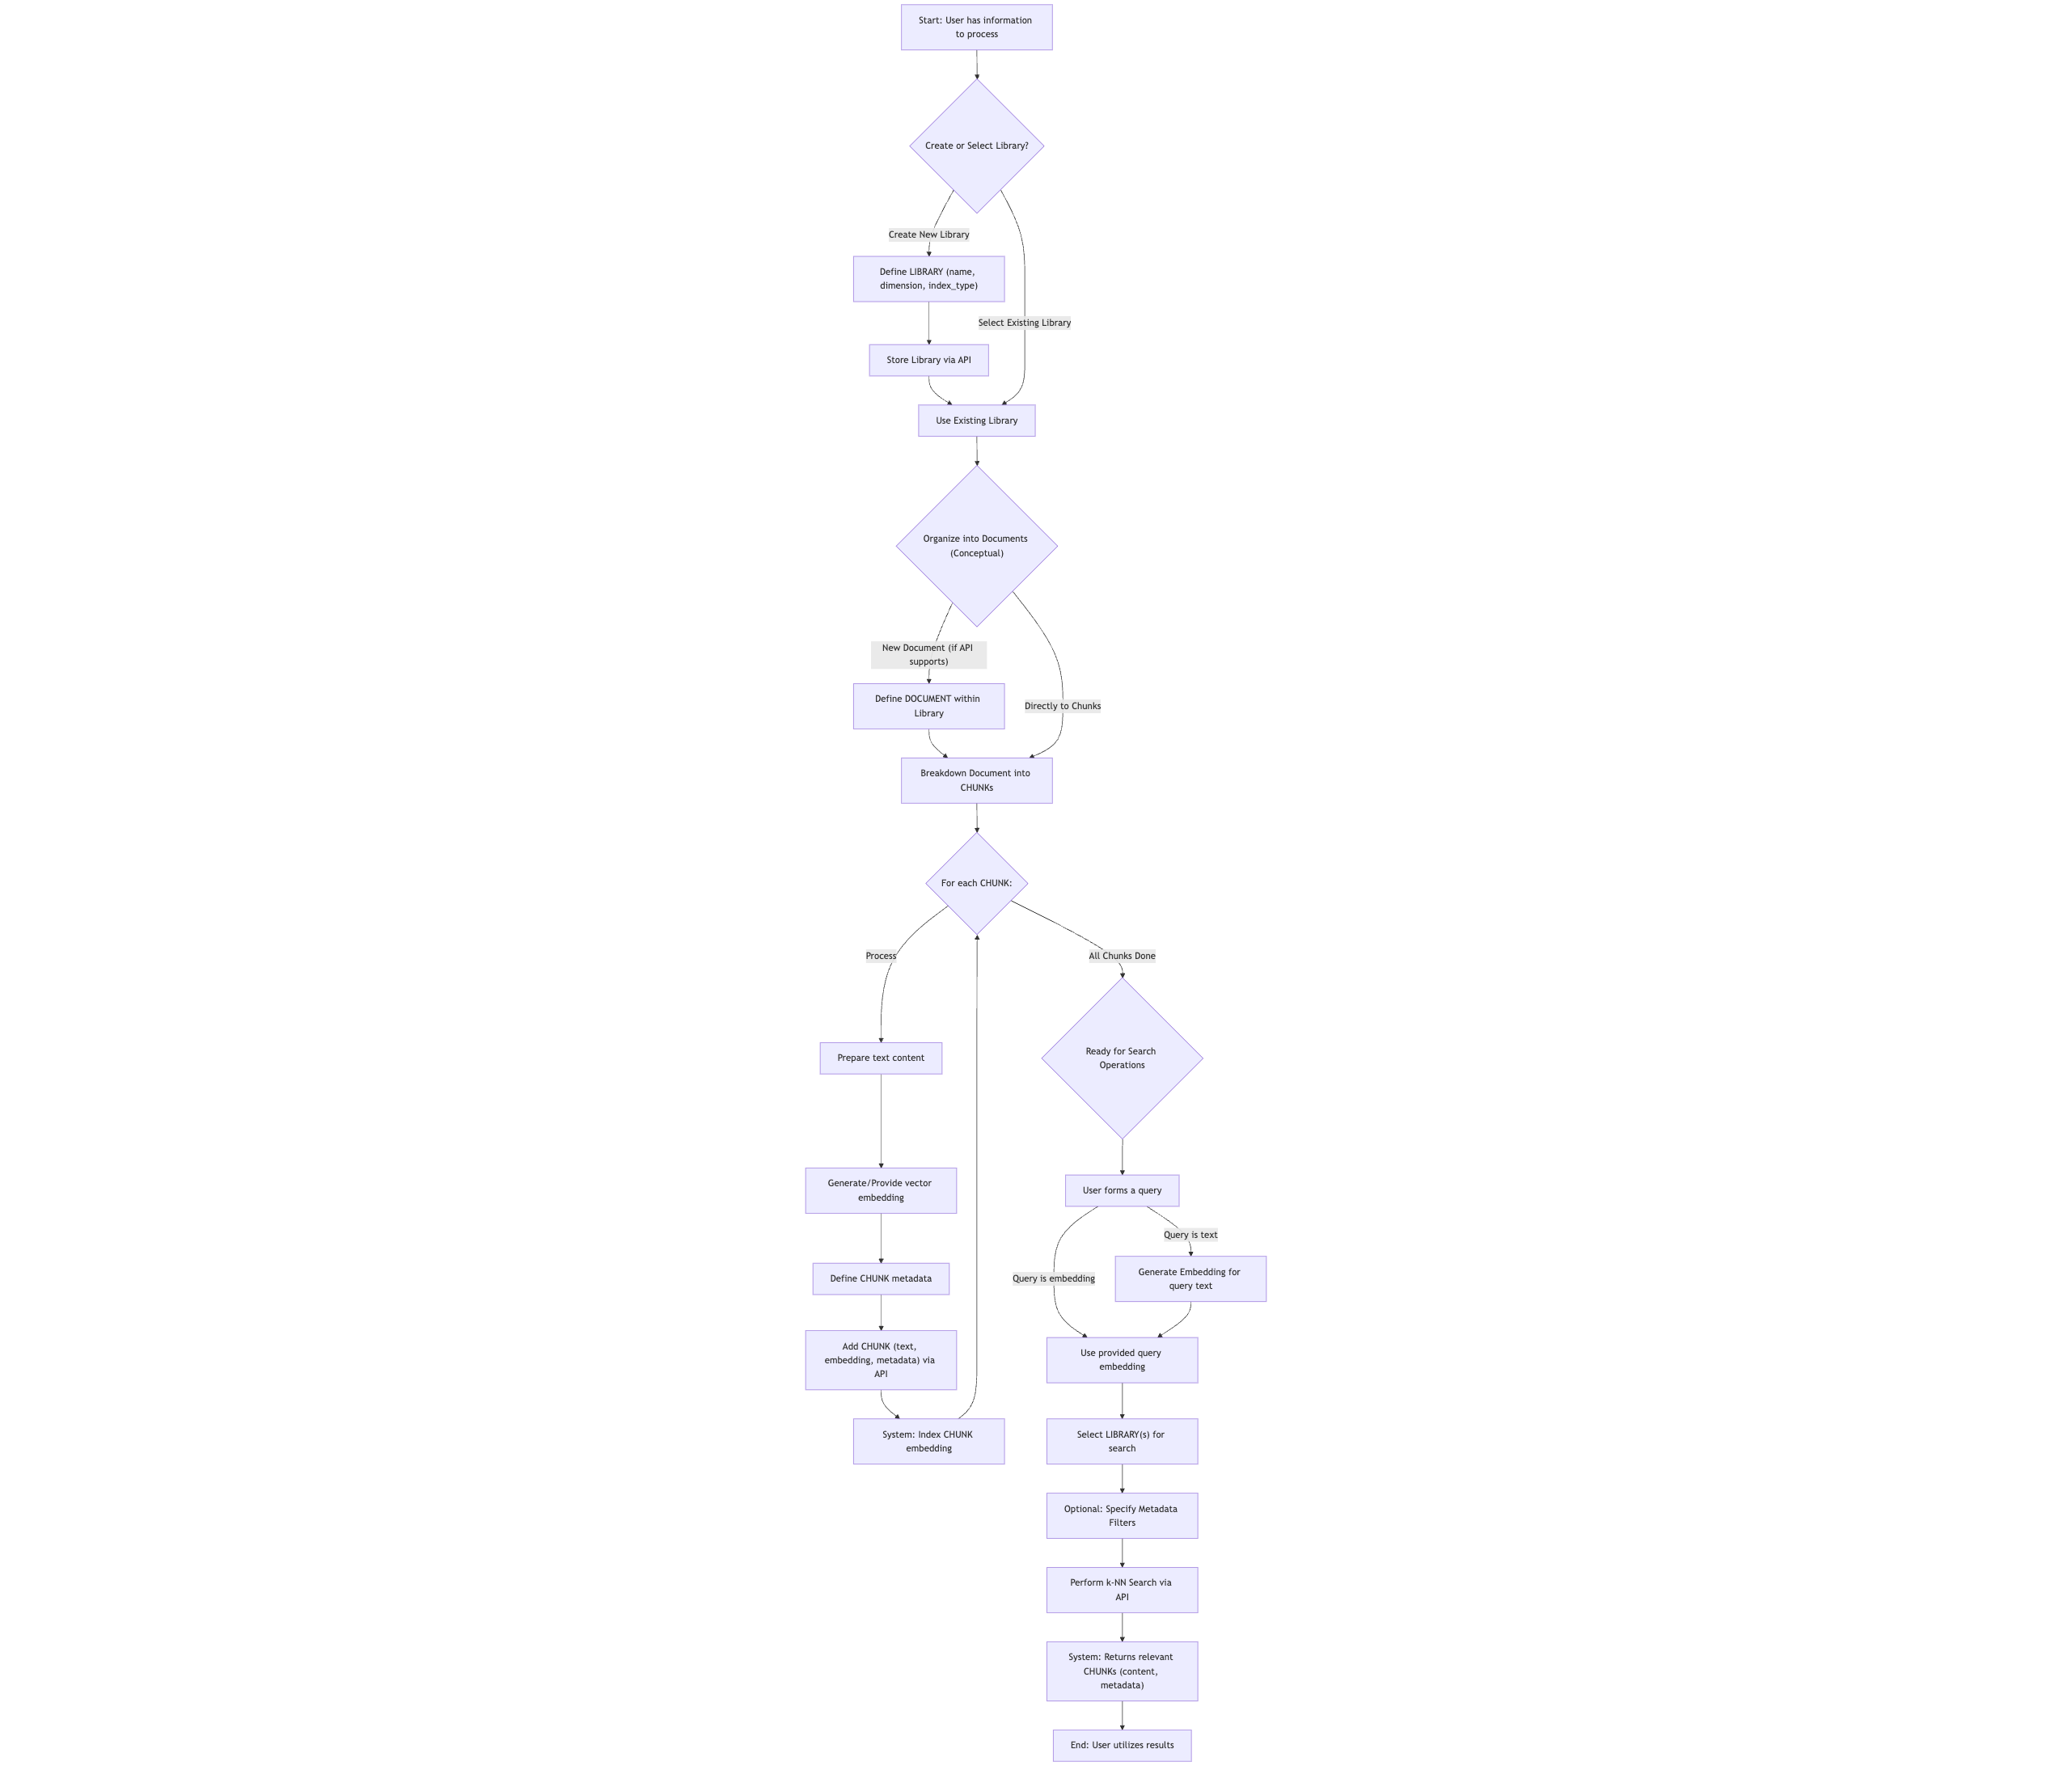 Start: User has information
to process
Create or Select Library?
Create New Library
Define LIBRARY (name,
dimension, index_type)
Select Existing Library
Store Library via API
Use Existing Library
Organize into Documents
(Conceptual)
New Document (if API
supports)
Define DOCUMENT within
Library
Directly to Chunks
Breakdown Document into
CHUNKs
For each CHUNK:
Process
All Chunks Done
Prepare text content
Ready for Search
Operations
Generate/Provide vector
embedding
User forms a query
Query is text
Define CHUNK metadata
Query is embedding
Generate Embedding for
query text
Add CHUNK (text,
embedding, metadata) via
API
Use provided query
embedding
System: Index CHUNK
embedding
Select LIBRARY(s) for
search
Optional: Specify Metadata
Filters
Perform k-NN Search via
API
System: Returns relevant
CHUNKs (content,
metadata)
End: User utilizes results